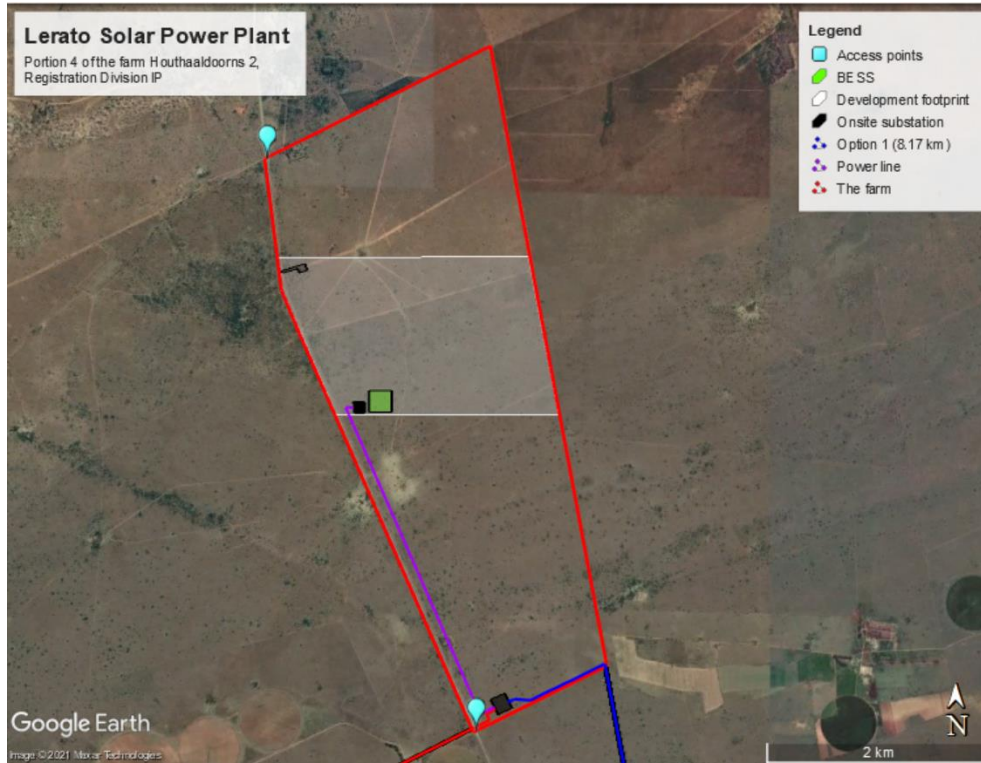 Lerato Solar Power Plant
Portion 4 of the farm Houthaaldoorns 2,
Registration Division IP
Legend
Access points
BESS
Development footprint
Onsite substation
Option 1 (8.17 km)
Power line
The farm
Google Earth
Image © 2021 Maxar Technologies
N
2 km